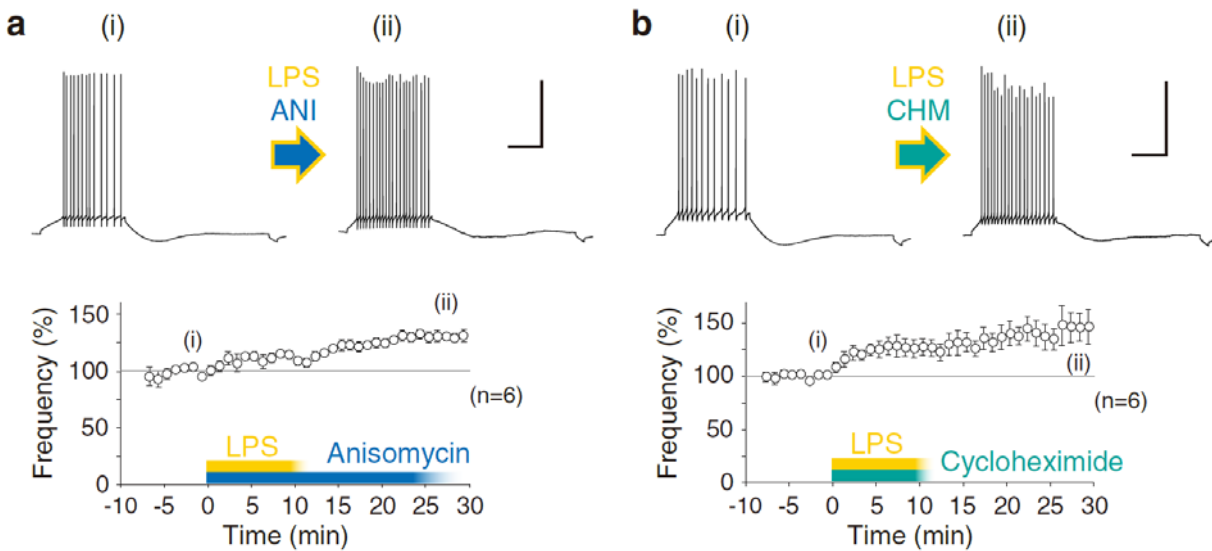 a
(i)
(ii)
LPS
ANI
Frequency (%)
150
100
50
0
(i)
(ii)
(n=6)
LPS
Anisomycin
-10 -5 0 5 10 15 20 25 30
Time (min)
b
(i)
(ii)
LPS
CHM
Frequency (%)
150
100
50
0
(i)
(ii)
(n=6)
LPS
Cycloheximide
-10 -5 0 5 10 15 20 25 30
Time (min)